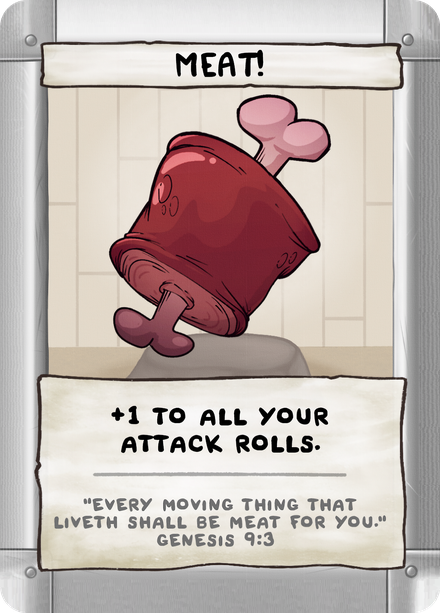 MEAT!
+1 TO ALL YOUR
ATTACK ROLLS.
"EVERY MOVING THING THAT
LIVETH SHALL BE MEAT FOR YOU."
GENESIS 9:3